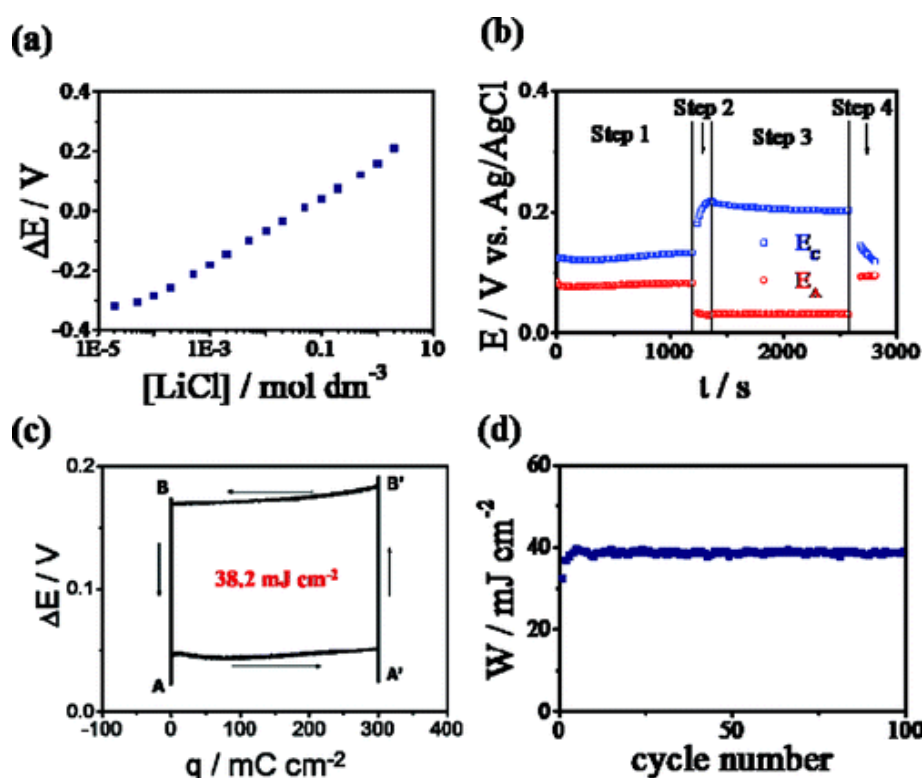 (a)
0.4
0.2
0.0
-0.2
-0.4
ΔE / V
1E-5 1E-3 0.1 10
[LiCl] / mol dm⁻³
(b)
0.4
0.2
0.0
E / V vs. Ag/AgCl
Step 1
Step 2
Step 3
Step 4
E_C
E_A
0 1000 2000 3000
t / s
(c)
0.2
0.1
0.0
ΔE / V
B
B'
38,2 mJ cm⁻²
A
A'
-100 0 100 200 300 400
q / mC cm⁻²
(d)
60
40
20
0
W / mJ cm⁻²
0 50 100
cycle number